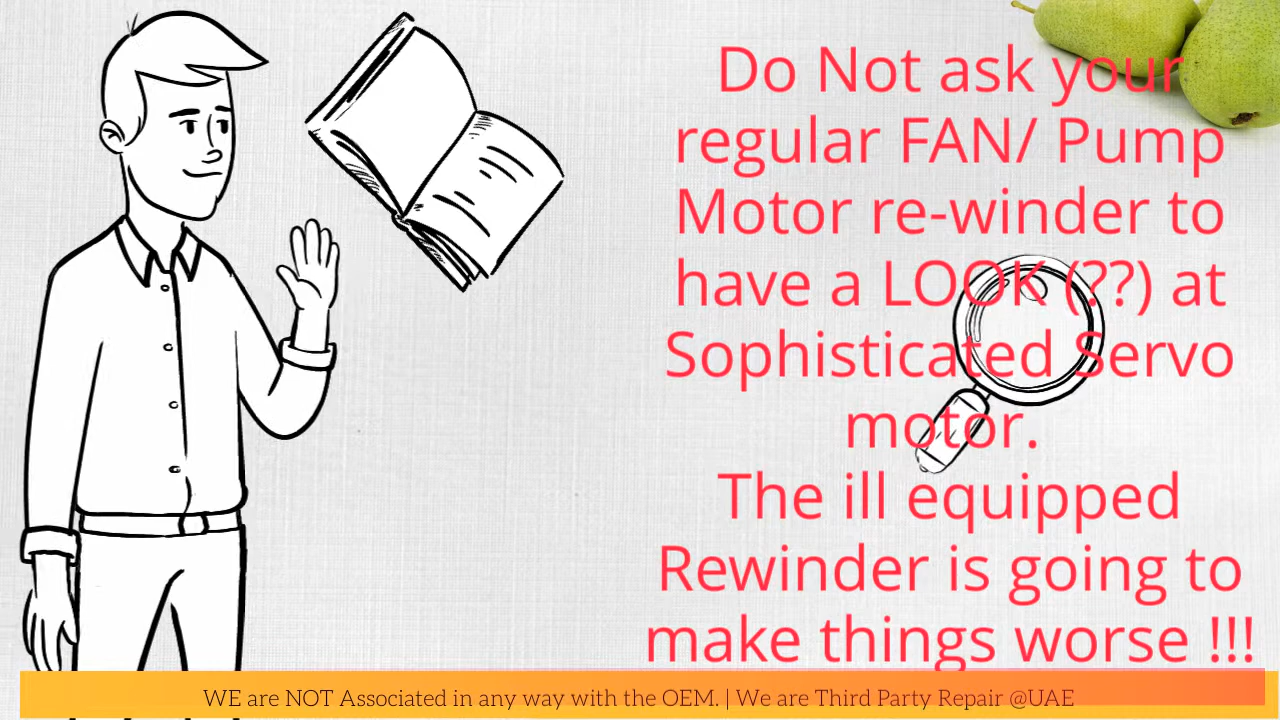 Do Not ask your
regular FAN/ Pump
Motor re-winder to
have a LOOK (??) at
Sophisticated Servo
motor.
The ill equipped
Rewinder is going to
make things worse !!!
WE are NOT Associated in any way with the OEM. | We are Third Party Repair @UAE